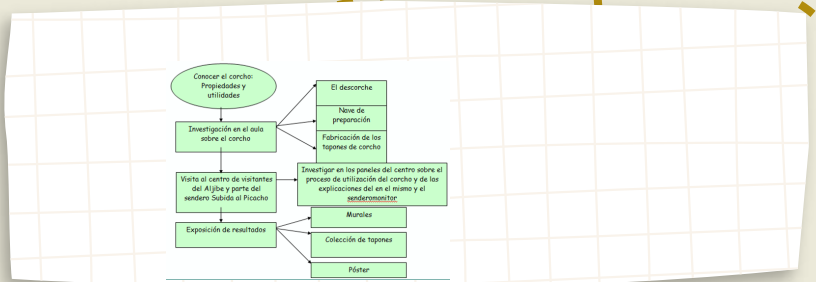 Conocer el corcho:
Propiedades y
utilidades
Investigación en el aula
sobre el corcho
El descorche
Nave de
preparación
Fabricación de los
tapones de corcho
Visita al centro de visitantes
del Aljibe y parte del
sendero Subida al Picacho
Investigar en los paneles del centro sobre el
proceso de utilización del corcho y de las
explicaciones del en el mismo y el
senderomonitor
Exposición de resultados
Murales
Colección de tapones
Póster